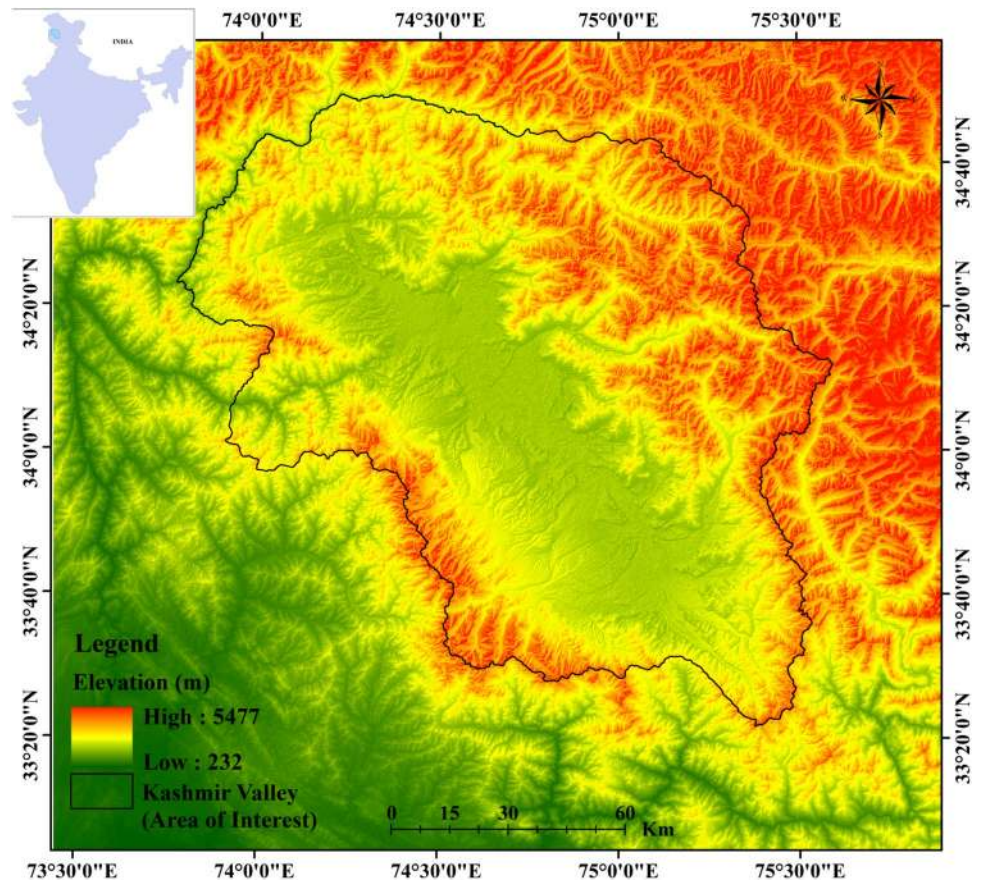 74°0'0"E
74°30'0"E
75°0'0"E
75°30'0"E
INDIA
34°40'0"N
34°20'0"N
34°0'0"N
33°40'0"N
33°20'0"N
34°20'0"N
34°0'0"N
33°40'0"N
33°20'0"N
Legend
Elevation (m)
High : 5477
Low : 232
Kashmir Valley
(Area of Interest)
0 15 30 60
Km
73°30'0"E
74°0'0"E
74°30'0"E
75°0'0"E
75°30'0"E